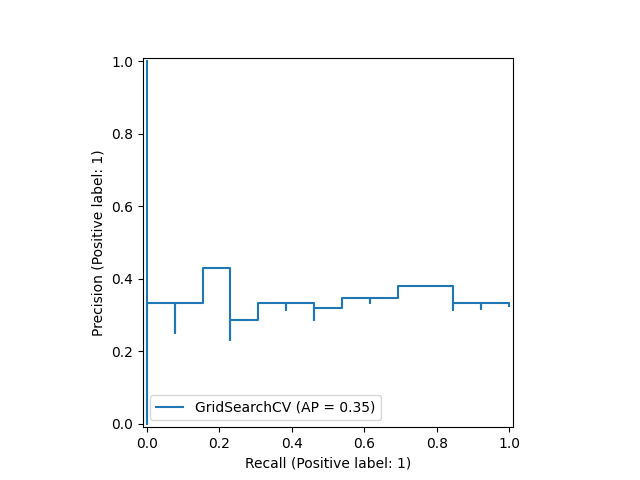 1.0
0.8
0.6
0.4
0.2
0.0
Precision (Positive label: 1)
GridSearchCV (AP = 0.35)
0.0 0.2 0.4 0.6 0.8 1.0
Recall (Positive label: 1)